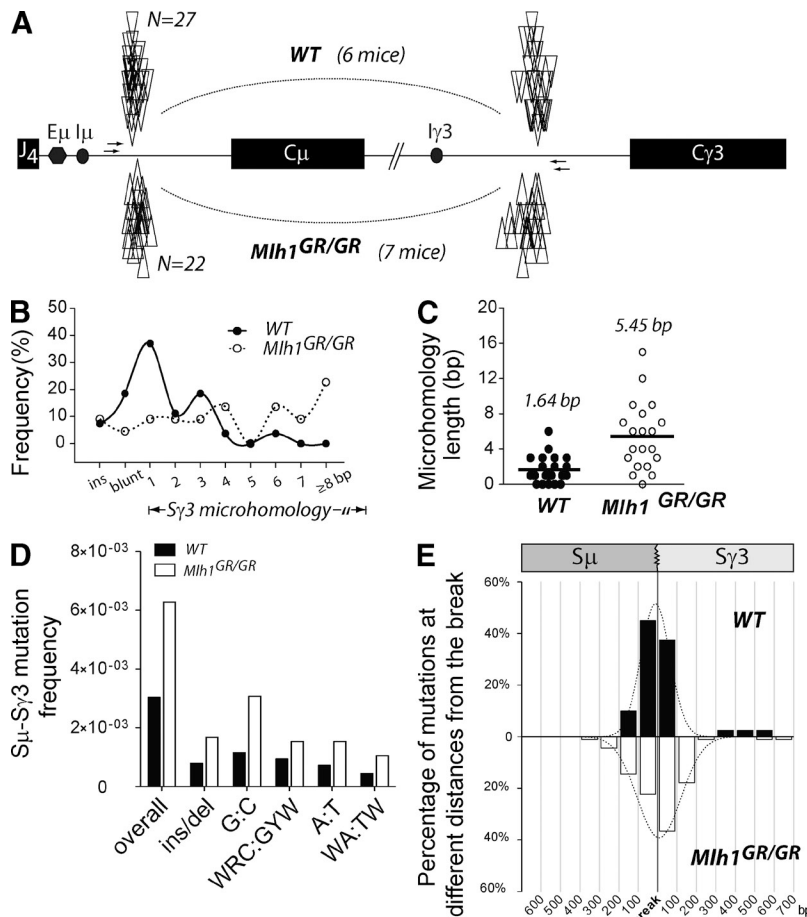 A
N=27
WT (6 mice)
J4 Eμ Iμ Cμ Iγ3 Cγ3
Mlh1GR/GR (7 mice)
N=22
B
Frequency(%)
50
40
30
20
10
0
WT
Mlh1GR/GR
ins blunt 1 2 3 4 5 6 7 ≥8 bp
Sγ3 microhomology
C
Microhomology
length (bp)
20
16
12
8
4
0
1.64 bp
5.45 bp
WT Mlh1 GR/GR
D
Sμ-Sγ3 mutation
frequency
8×10-03
6×10-03
4×10-03
2×10-03
0
WT
Mlh1GR/GR
overall
ins/del
G:C
WRC:GYW
A:T
WA:TW
E
Sμ Sγ3
Percentage of mutations at
different distances from the break
60%
40%
20%
0
20%
40%
60%
WT
Mlh1GR/GR
600 500 400 300 200 100 break 100 200 300 400 500 600 700